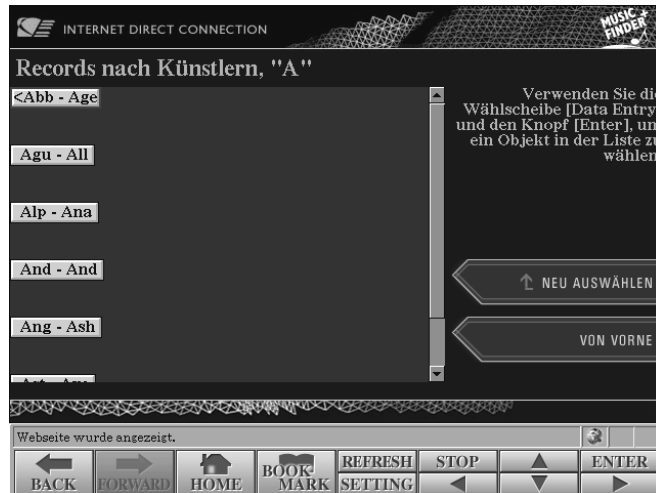 INTERNET DIRECT CONNECTION
MUSIC
FINDER
Records nach Künstlern, "A"
<Abb - Age
Agu - All
Alp - Ana
And - And
Ang - Ash
Verwenden Sie die
Wählscheibe [Data Entry
und den Knopf [Enter], um
ein Objekt in der Liste zu
wählen
NEU AUSWÄHLEN
VON VORNE
Webseite wurde angezeigt.
BACK
FORWARD
HOME
BOOK
MARK
REFRESH
SETTING
STOP
ENTER